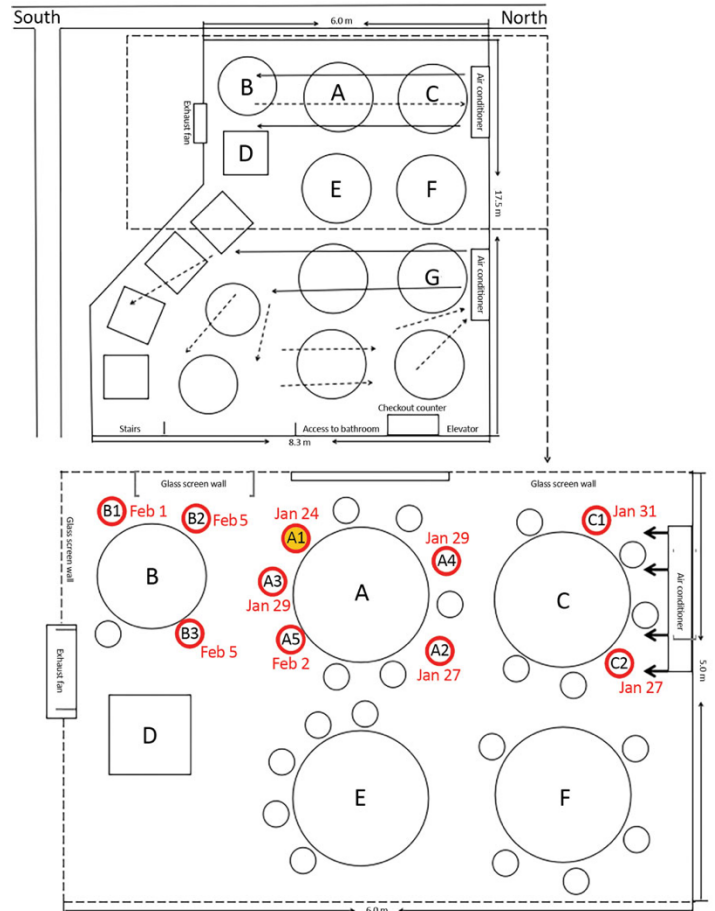 South
North
6.0 m
B
A
C
Air conditioner
Exhaust fan
D
E
F
17.5 m
G
Air conditioner
Checkout counter
Stairs
Access to bathroom
Elevator
8.3 m
Glass screen wall
Glass screen wall
Glass screen wall
B1 Feb 1
B2 Feb 5
Jan 24
A1
C1 Jan 31
Jan 29
A4
B
A3
Jan 29
A
C
Air conditioner
B3
Feb 5
A5
Feb 2
A2
Jan 27
C2
Jan 27
Exhaust fan
5.0 m
D
E
F
6.0 m